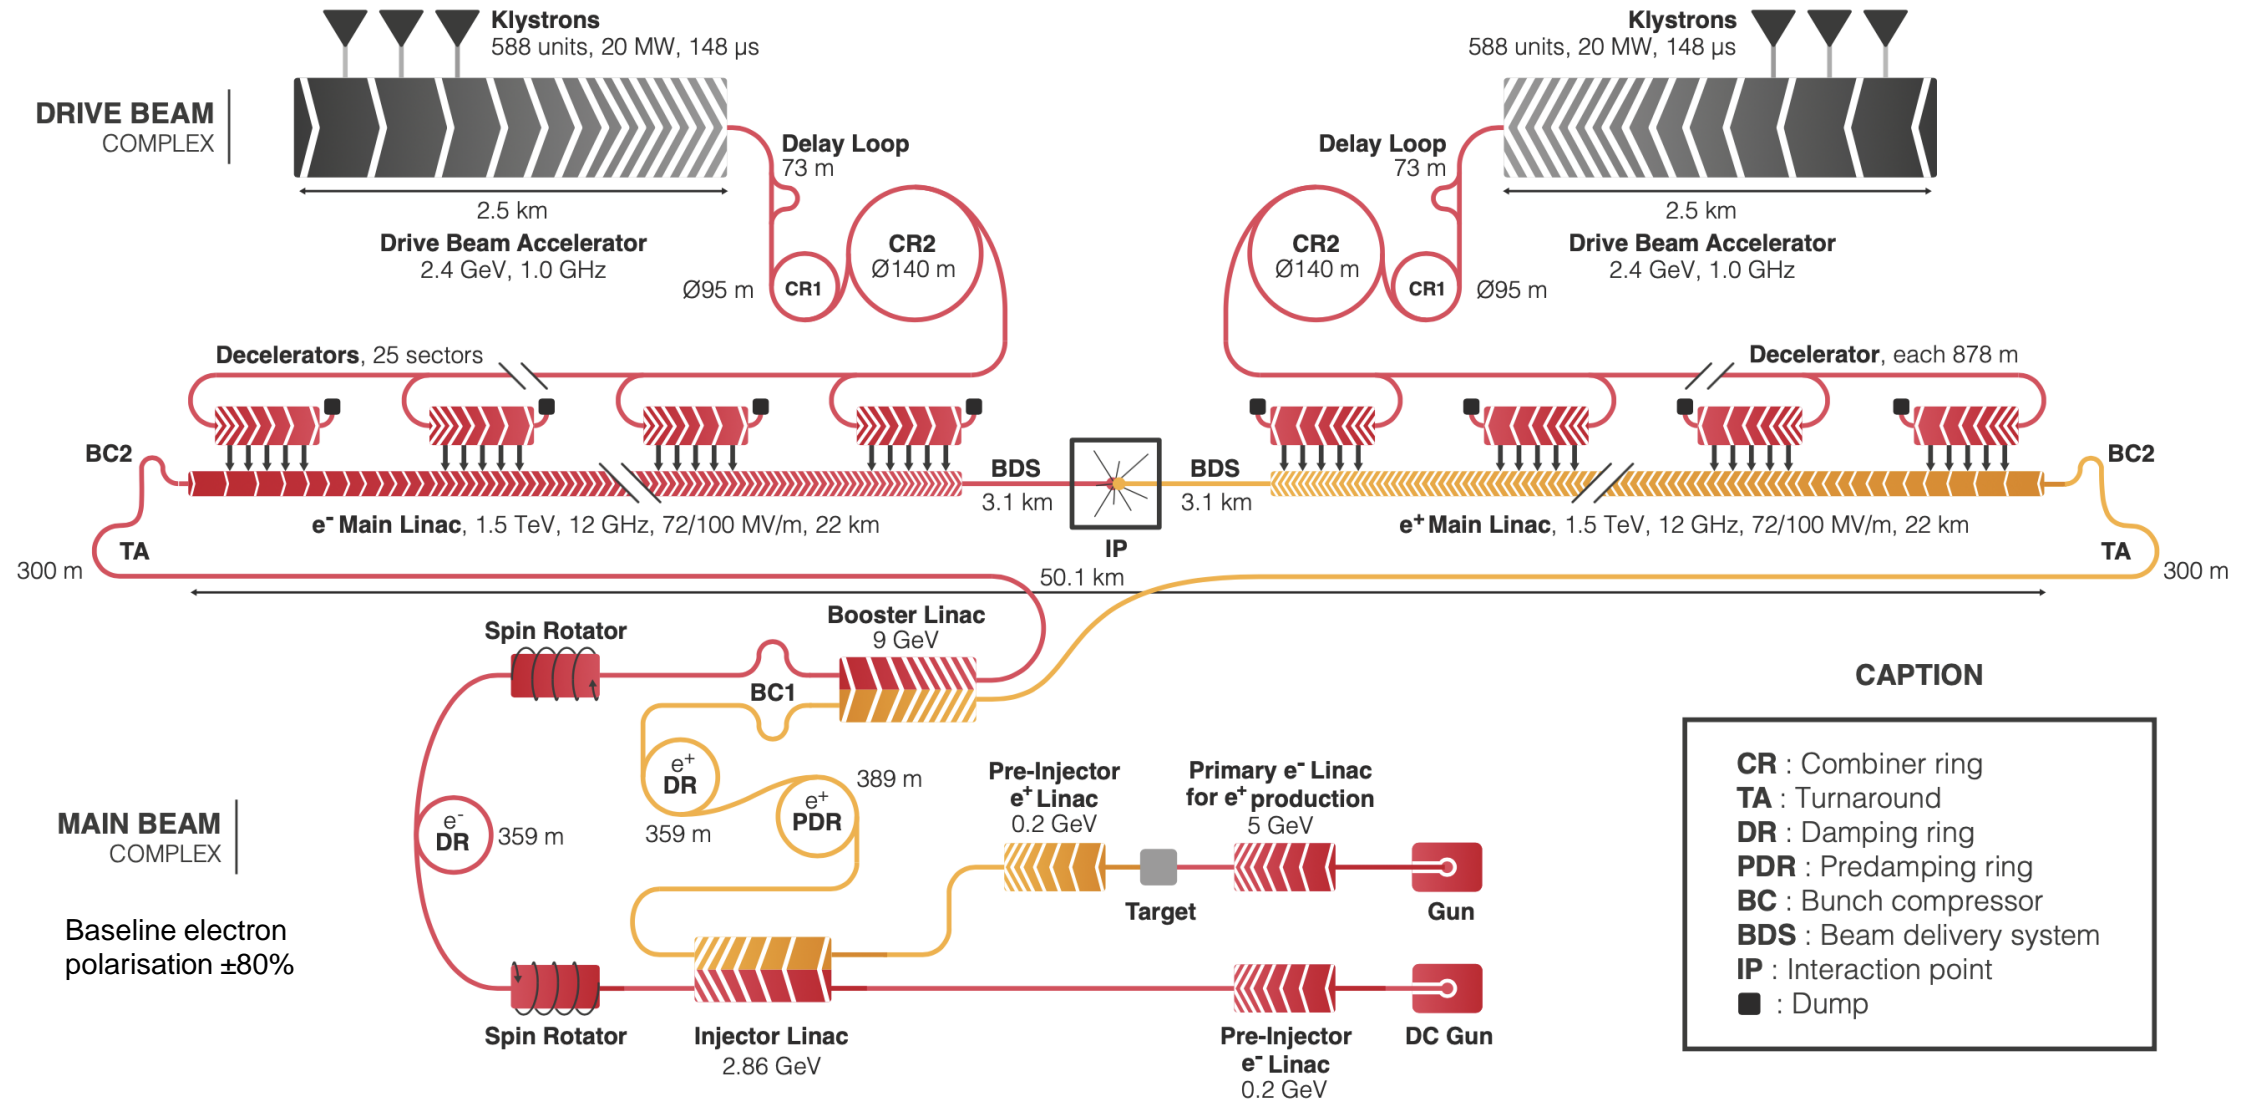 Klystrons
588 units, 20 MW, 148 µs
Klystrons
588 units, 20 MW, 148 µs
DRIVE BEAM
COMPLEX
Delay Loop
73 m
Delay Loop
73 m
2.5 km
2.5 km
Drive Beam Accelerator
2.4 GeV, 1.0 GHz
CR2
Ø140 m
CR2
Ø140 m
Drive Beam Accelerator
2.4 GeV, 1.0 GHz
Ø95 m
CR1
CR1
Ø95 m
Decelerators, 25 sectors
Decelerator, each 878 m
BC2
BDS
3.1 km
BDS
3.1 km
BC2
e- Main Linac, 1.5 TeV, 12 GHz, 72/100 MV/m, 22 km
IP
e+ Main Linac, 1.5 TeV, 12 GHz, 72/100 MV/m, 22 km
TA
300 m
TA
300 m
50.1 km
Spin Rotator
Booster Linac
9 GeV
BC1
CAPTION
CR : Combiner ring
TA : Turnaround
DR : Damping ring
PDR : Predamping ring
BC : Bunch compressor
BDS : Beam delivery system
IP : Interaction point
: Dump
e+
DR
359 m
e+
PDR
389 m
Pre-Injector
e+ Linac
0.2 GeV
Primary e- Linac
for e+ production
5 GeV
MAIN BEAM
COMPLEX
e-
DR
359 m
Target
Gun
Baseline electron
polarisation ±80%
Spin Rotator
Injector Linac
2.86 GeV
Pre-Injector
e- Linac
0.2 GeV
DC Gun